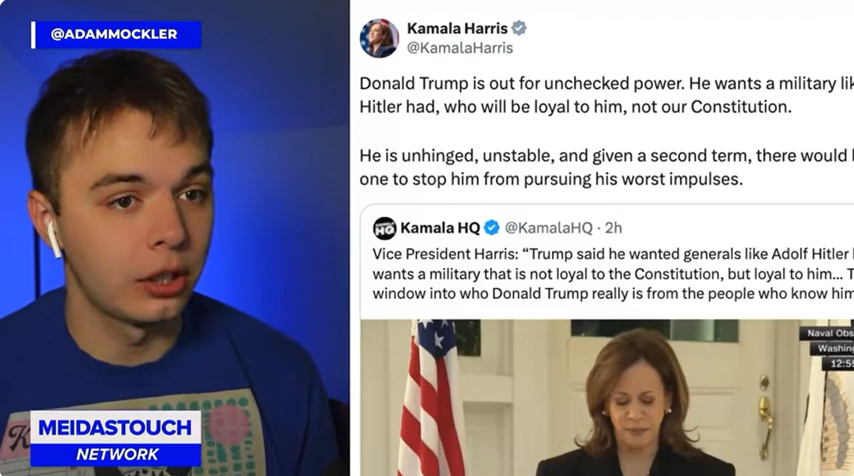 @ADAMMOCKLER
Kamala Harris
@KamalaHarris
Donald Trump is out for unchecked power. He wants a military lik
Hitler had, who will be loyal to him, not our Constitution.
He is unhinged, unstable, and given a second term, there would
one to stop him from pursuing his worst impulses.
Kamala HQ @KamalaHQ · 2h
Vice President Harris: “Trump said he wanted generals like Adolf Hitler
wants a military that is not loyal to the Constitution, but loyal to him... T
window into who Donald Trump really is from the people who know him
Naval Obs
Washing
MEIDASTOUCH
NETWORK